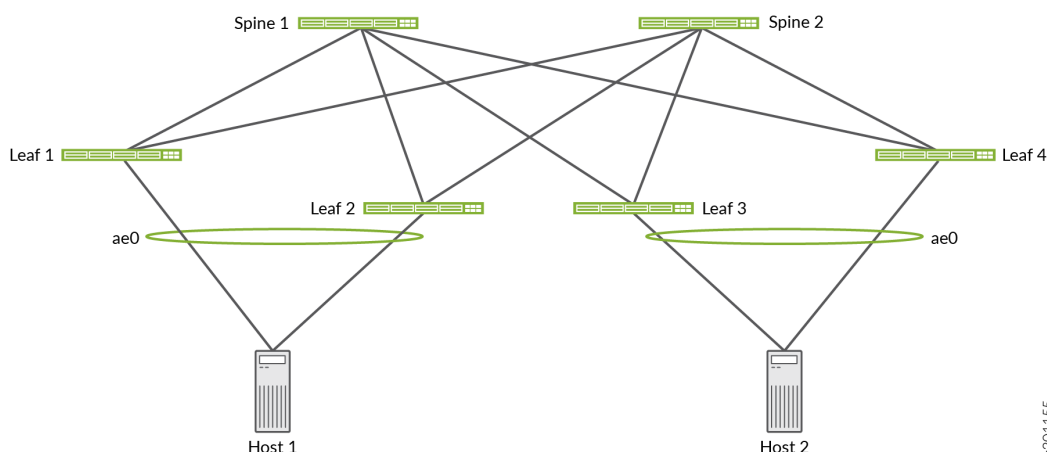 Spine 1
Spine 2
Leaf 1
Leaf 4
Leaf 2
Leaf 3
ae0
ae0
Host 1
Host 2